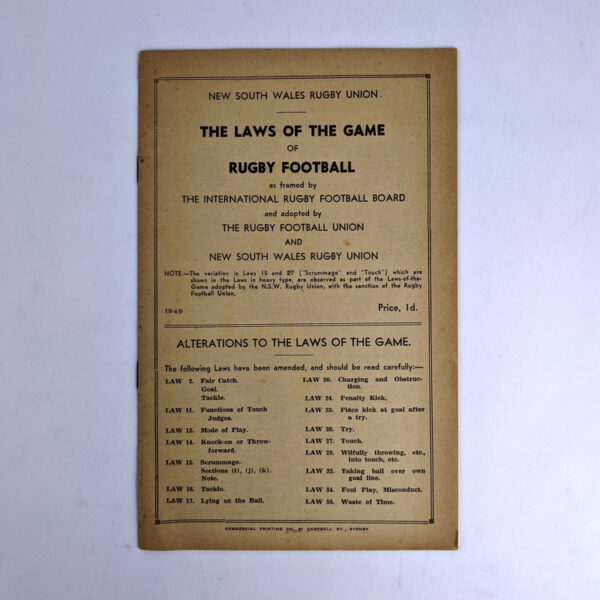 NEW SOUTH WALES RUGBY UNION.
THE LAWS OF THE GAME
OF
RUGBY FOOTBALL
as framed by
THE INTERNATIONAL RUGBY FOOTBALL BOARD
and adopted by
THE RUGBY FOOTBALL UNION
AND
NEW SOUTH WALES RUGBY UNION
NOTE.—The variation in Laws 15 and 27 ("Scrummage" and "Touch") which are
shown in the Laws in heavy type, are observed as part of the Laws-of-the-
Game adopted by the N.S.W. Rugby Union, with the sanction of the Rugby
Football Union.
1948
Price, 1d.
ALTERATIONS TO THE LAWS OF THE GAME.
The following Laws have been amended, and should be read carefully:—
LAW 2. Fair Catch.
Goal.
Tackle.
LAW 11. Functions of Touch
Judges.
LAW 13. Mode of Play.
LAW 14. Knock-on or Throw-
forward.
LAW 15. Scrummage.
Sections (i), (j), (k).
Note.
LAW 16. Tackle.
LAW 17. Lying on the Ball.
LAW 20. Charging and Obstruc-
tion.
LAW 24. Penalty Kick.
LAW 25. Place kick at goal after
a try.
LAW 26. Try.
LAW 27. Touch.
LAW 28. Wilfully throwing, etc.,
into touch, etc.
LAW 32. Taking ball over own
goal line.
LAW 34. Foul Play, Misconduct.
LAW 35. Waste of Time.
COMMERCIAL PRINTING CO. CAMPBELL ST., SYDNEY